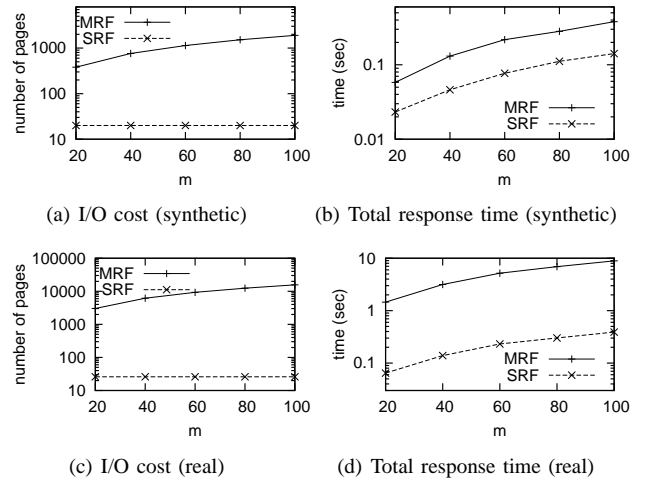 number of pages
1000
100
10
MRF
SRF
20 40 60 80 100
m
(a) I/O cost (synthetic)
time (sec)
0.1
0.01
MRF
SRF
20 40 60 80 100
m
(b) Total response time (synthetic)
number of pages
100000
10000
1000
100
10
MRF
SRF
20 40 60 80 100
m
(c) I/O cost (real)
time (sec)
10
1
0.1
MRF
SRF
20 40 60 80 100
m
(d) Total response time (real)